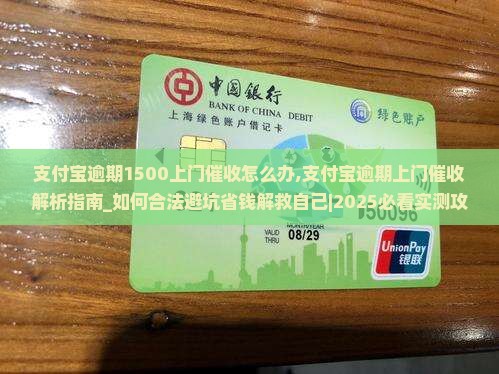 中国银行
BANK OF CHINA DEBIT
上海绿色账户借记卡
绿色账户
支付宝逾期1500上门催收怎么办,支付宝逾期上门催收
解析指南_如何合法避坑省钱解救自己|2025必看实测攻
150096
MONTH/YEAR
VALID
THRU
08/29
UnionPay
银联